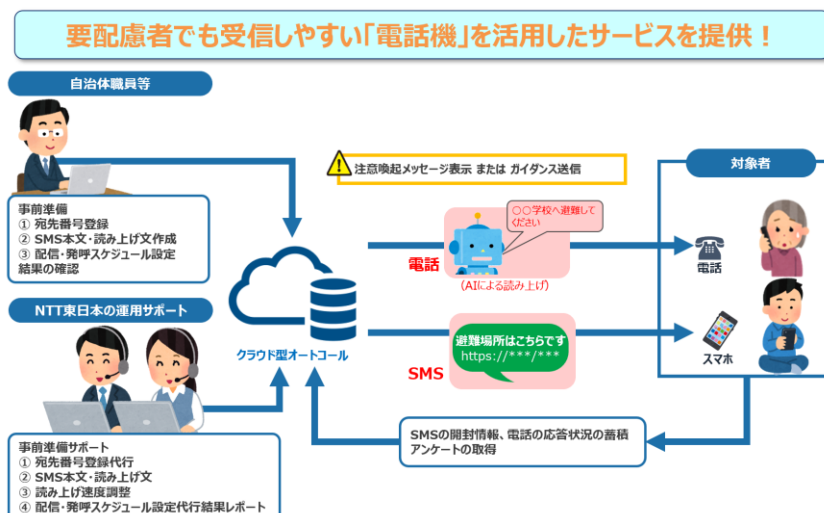 要配慮者でも受信しやすい「電話機」を活用したサービスを提供！
自治体職員等
事前準備
① 宛先番号登録
② SMS本文・読み上げ文作成
③ 配信・発呼スケジュール設定
結果の確認
NTT東日本の運用サポート
事前準備サポート
① 宛先番号登録代行
② SMS本文・読み上げ文
③ 読み上げ速度調整
④ 配信・発呼スケジュール設定代行結果レポート
クラウド型オートコール
注意喚起メッセージ表示 または ガイダンス送信
○○学校へ避難して
ください
電話
(AIによる読み上げ)
避難場所はこちらです
https://***/***
SMS
SMSの開封情報、電話の応答状況の蓄積
アンケートの取得
対象者
電話
スマホ